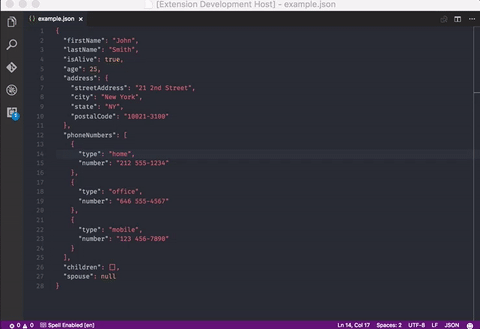 [Extension Development Host] - example.json
{} example.json ×
1 {
2 "firstName": "John",
3 "lastName": "Smith",
4 "isAlive": true,
5 "age": 25,
6 "address": {
7 "streetAddress": "21 2nd Street",
8 "city": "New York",
9 "state": "NY",
10 "postalCode": "10021-3100"
11 },
12 "phoneNumbers": [
13 {
14 "type": "home",
15 "number": "212 555-1234"
16 },
17 {
18 "type": "office",
19 "number": "646 555-4567"
20 },
21 {
22 "type": "mobile",
23 "number": "123 456-7890"
24 }
25 ],
26 "children": [],
27 "spouse": null
28 }
0 0 Spell Enabled [en] Ln 14, Col 17 Spaces: 2 UTF-8 LF JSON